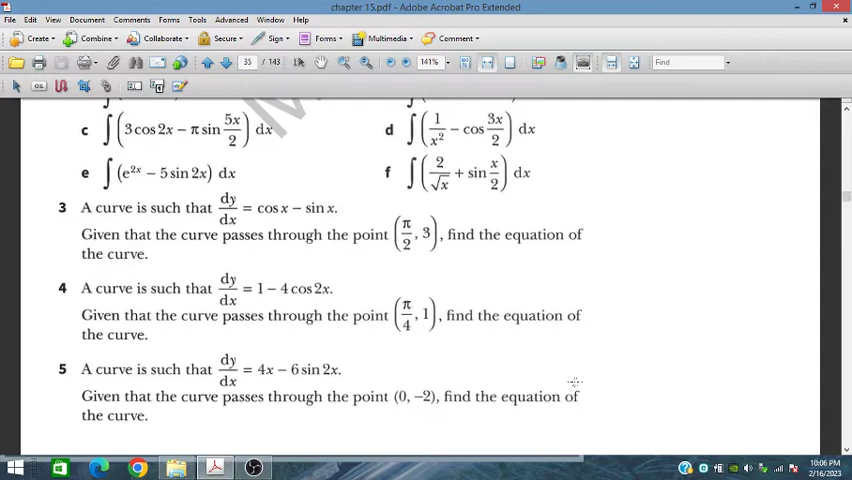 chapter 15.pdf - Adobe Acrobat Pro Extended
File Edit View Document Comments Forms Tools Advanced Window Help
Create Combine Collaborate Secure Sign Forms Multimedia Comment
35 / 143 141% Find
c ∫(3 cos 2x − π sin 5x/2) dx
d ∫(1/x² − cos 3x/2) dx
e ∫(e²ˣ − 5 sin 2x) dx
f ∫(2/√x + sin x/2) dx
3 A curve is such that dy/dx = cos x − sin x.
Given that the curve passes through the point (π/2, 3), find the equation of
the curve.
4 A curve is such that dy/dx = 1 − 4 cos 2x.
Given that the curve passes through the point (π/4, 1), find the equation of
the curve.
5 A curve is such that dy/dx = 4x − 6 sin 2x.
Given that the curve passes through the point (0, −2), find the equation of
the curve.
10:06 PM
2/16/2023